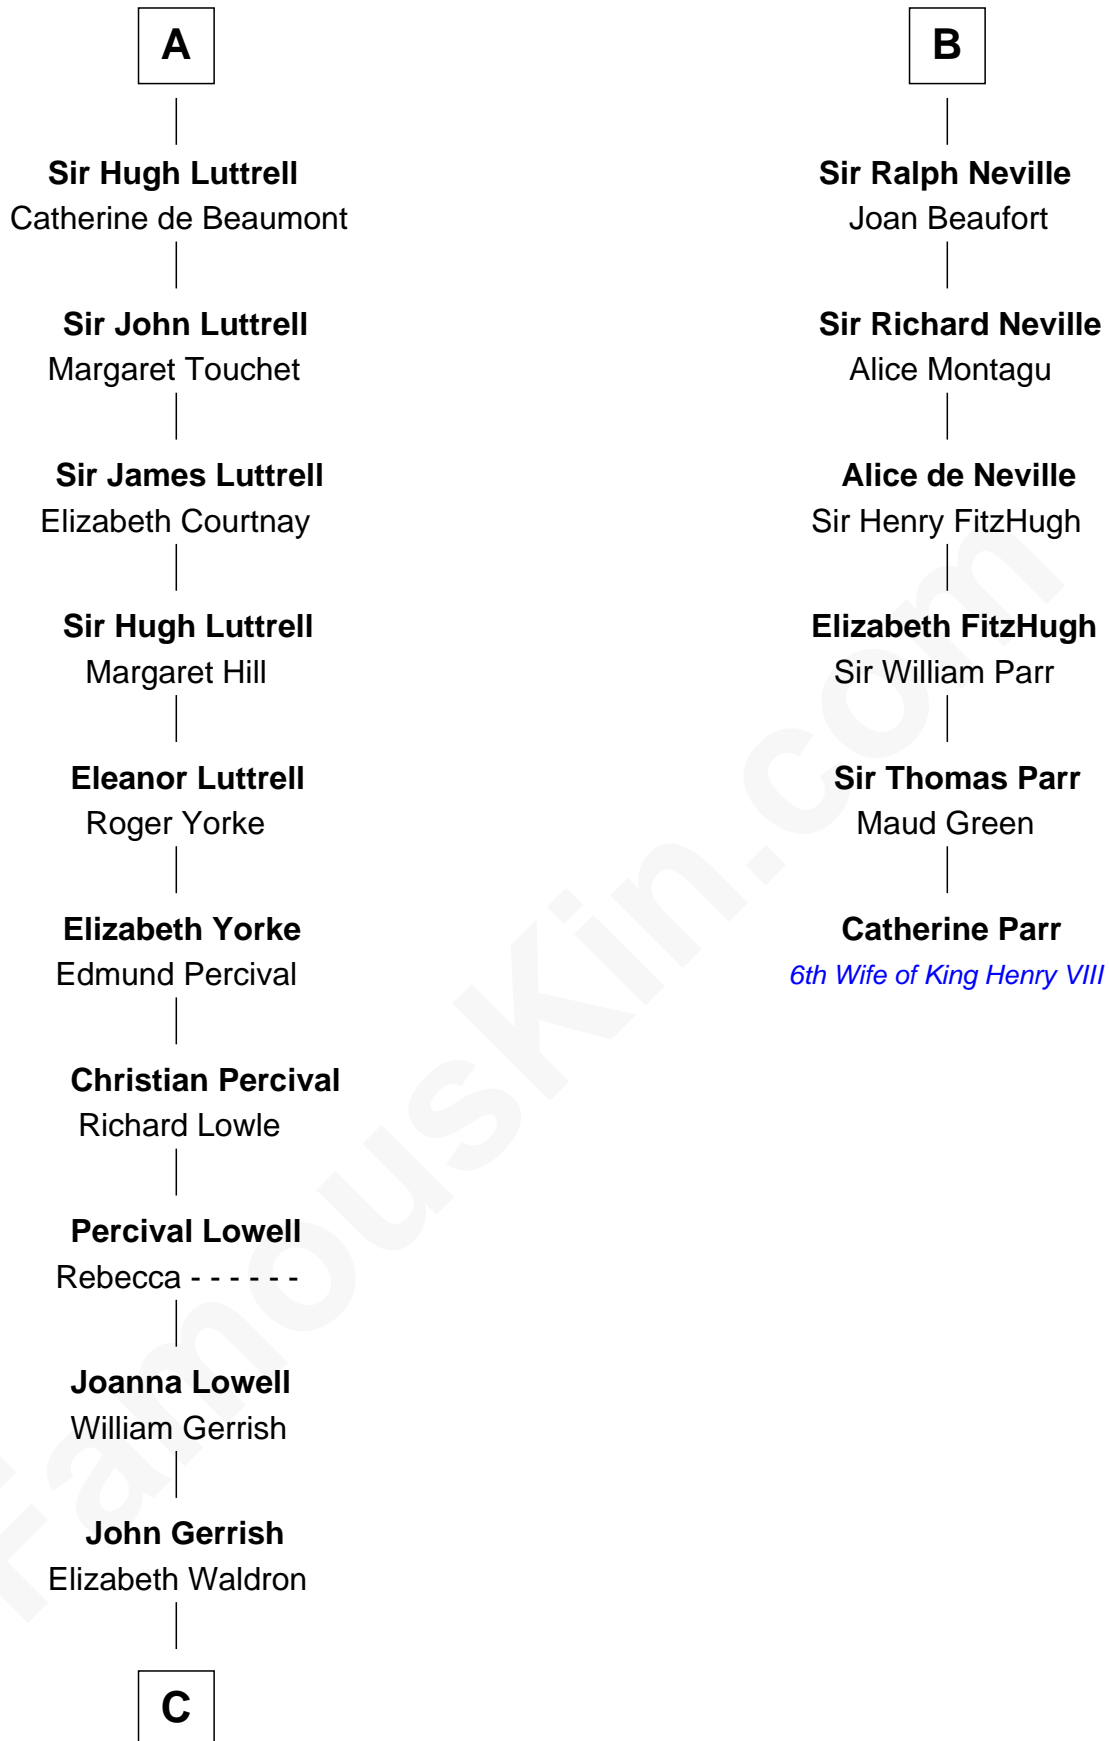 A
Sir Hugh Luttrell
Catherine de Beaumont
Sir John Luttrell
Margaret Touchet
Sir James Luttrell
Elizabeth Courtnay
Sir Hugh Luttrell
Margaret Hill
Eleanor Luttrell
Roger Yorke
Elizabeth Yorke
Edmund Percival
Christian Percival
Richard Lowle
Percival Lowell
Rebecca - - - - - -
Joanna Lowell
William Gerrish
John Gerrish
Elizabeth Waldron
C
B
Sir Ralph Neville
Joan Beaufort
Sir Richard Neville
Alice Montagu
Alice de Neville
Sir Henry FitzHugh
Elizabeth FitzHugh
Sir William Parr
Sir Thomas Parr
Maud Green
Catherine Parr
6th Wife of King Henry VIII
FamousKin.com